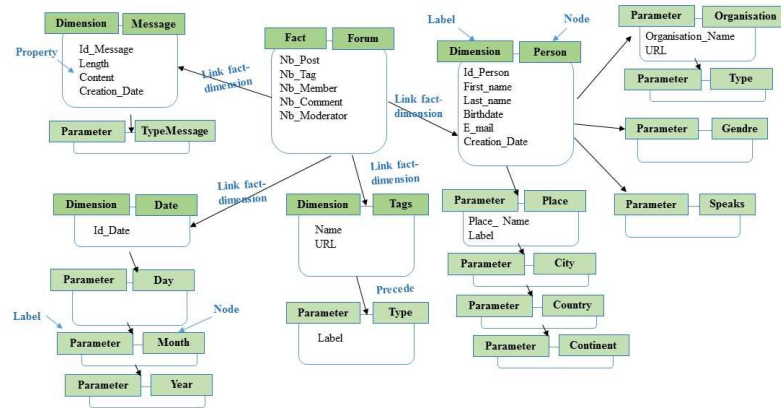 Dimension Message
Property
Id_Message
Length
Content
Creation_Date
Parameter TypeMessage
Link fact-
dimension
Fact Forum
Nb_Post
Nb_Tag
Nb_Member
Nb_Comment
Nb_Moderator
Link fact-
dimension
Label
Node
Dimension Person
Id_Person
First_name
Last_name
Birthdate
E_mail
Creation_Date
Parameter Organisation
Organisation_Name
URL
Parameter Type
Parameter Gendre
Parameter Speaks
Parameter Place
Place_ Name
Label
Parameter City
Parameter Country
Parameter Continent
Link fact-
dimension
Dimension Date
Id_Date
Parameter Day
Label
Node
Parameter Month
Parameter Year
Link fact-
dimension
Dimension Tags
Name
URL
Precede
Parameter Type
Label